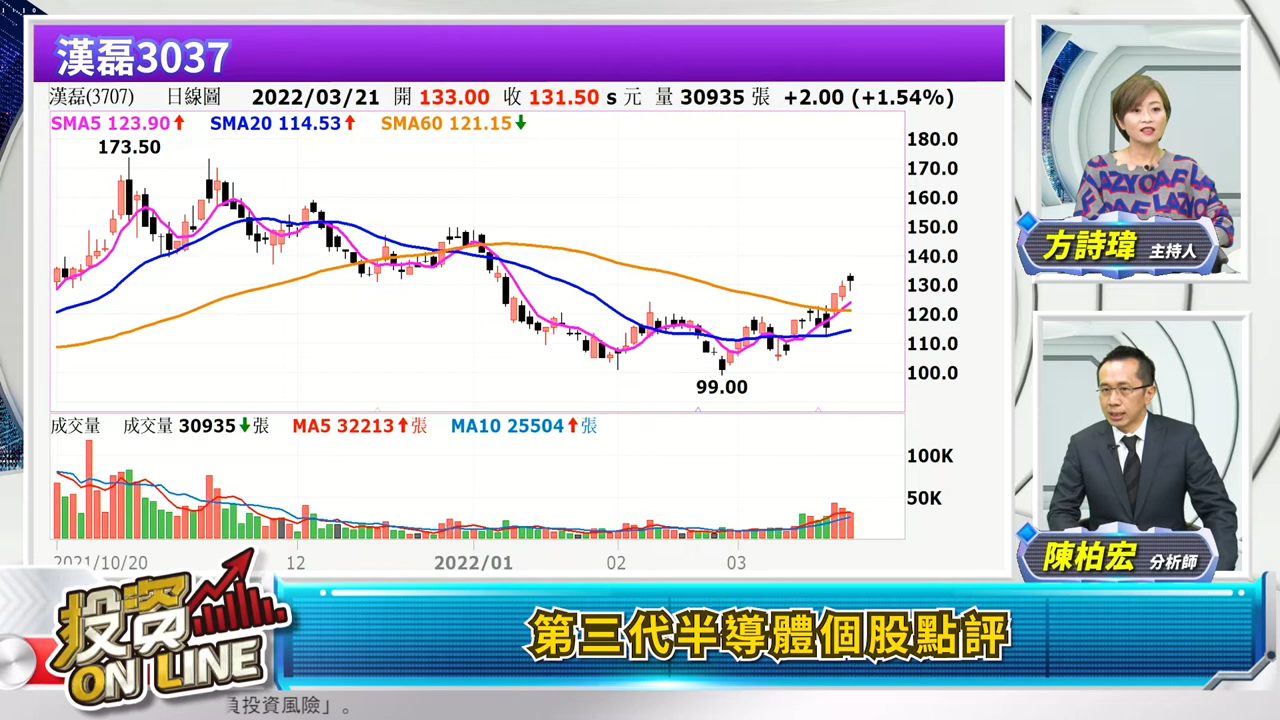 漢磊3037
漢磊(3707) 日線圖 2022/03/21 開 133.00 收 131.50 s 元 量 30935 張 +2.00 (+1.54%)
SMA5 123.90↑ SMA20 114.53↑ SMA60 121.15↓
173.50
99.00
180.0
170.0
160.0
150.0
140.0
130.0
120.0
110.0
100.0
成交量 成交量 30935↓張 MA5 32213↑張 MA10 25504↑張
100K
50K
2021/10/20 12 2022/01 02 03
LAZYOAF
方詩瑋 主持人
陳柏宏 分析師
投資
ON LINE
第三代半導體個股點評
負投資風險」。